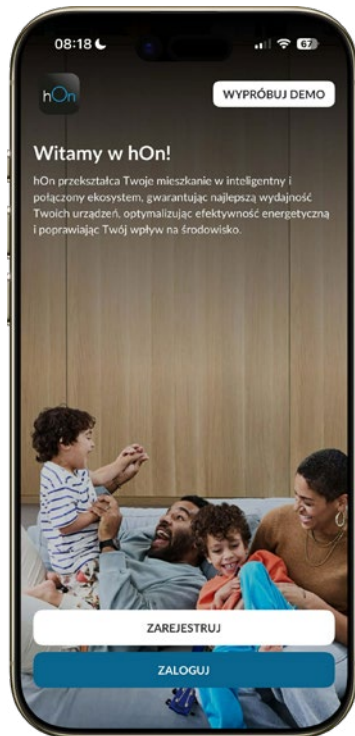 08:18
67
hOn
WYPRÓBUJ DEMO
Witamy w hOn!
hOn przekształca Twoje mieszkanie w inteligentny i
połączony ekosystem, gwarantując najlepszą wydajność
Twoich urządzeń, optymalizując efektywność energetyczną
i poprawiając Twój wpływ na środowisko.
ZAREJESTRUJ
ZALOGUJ